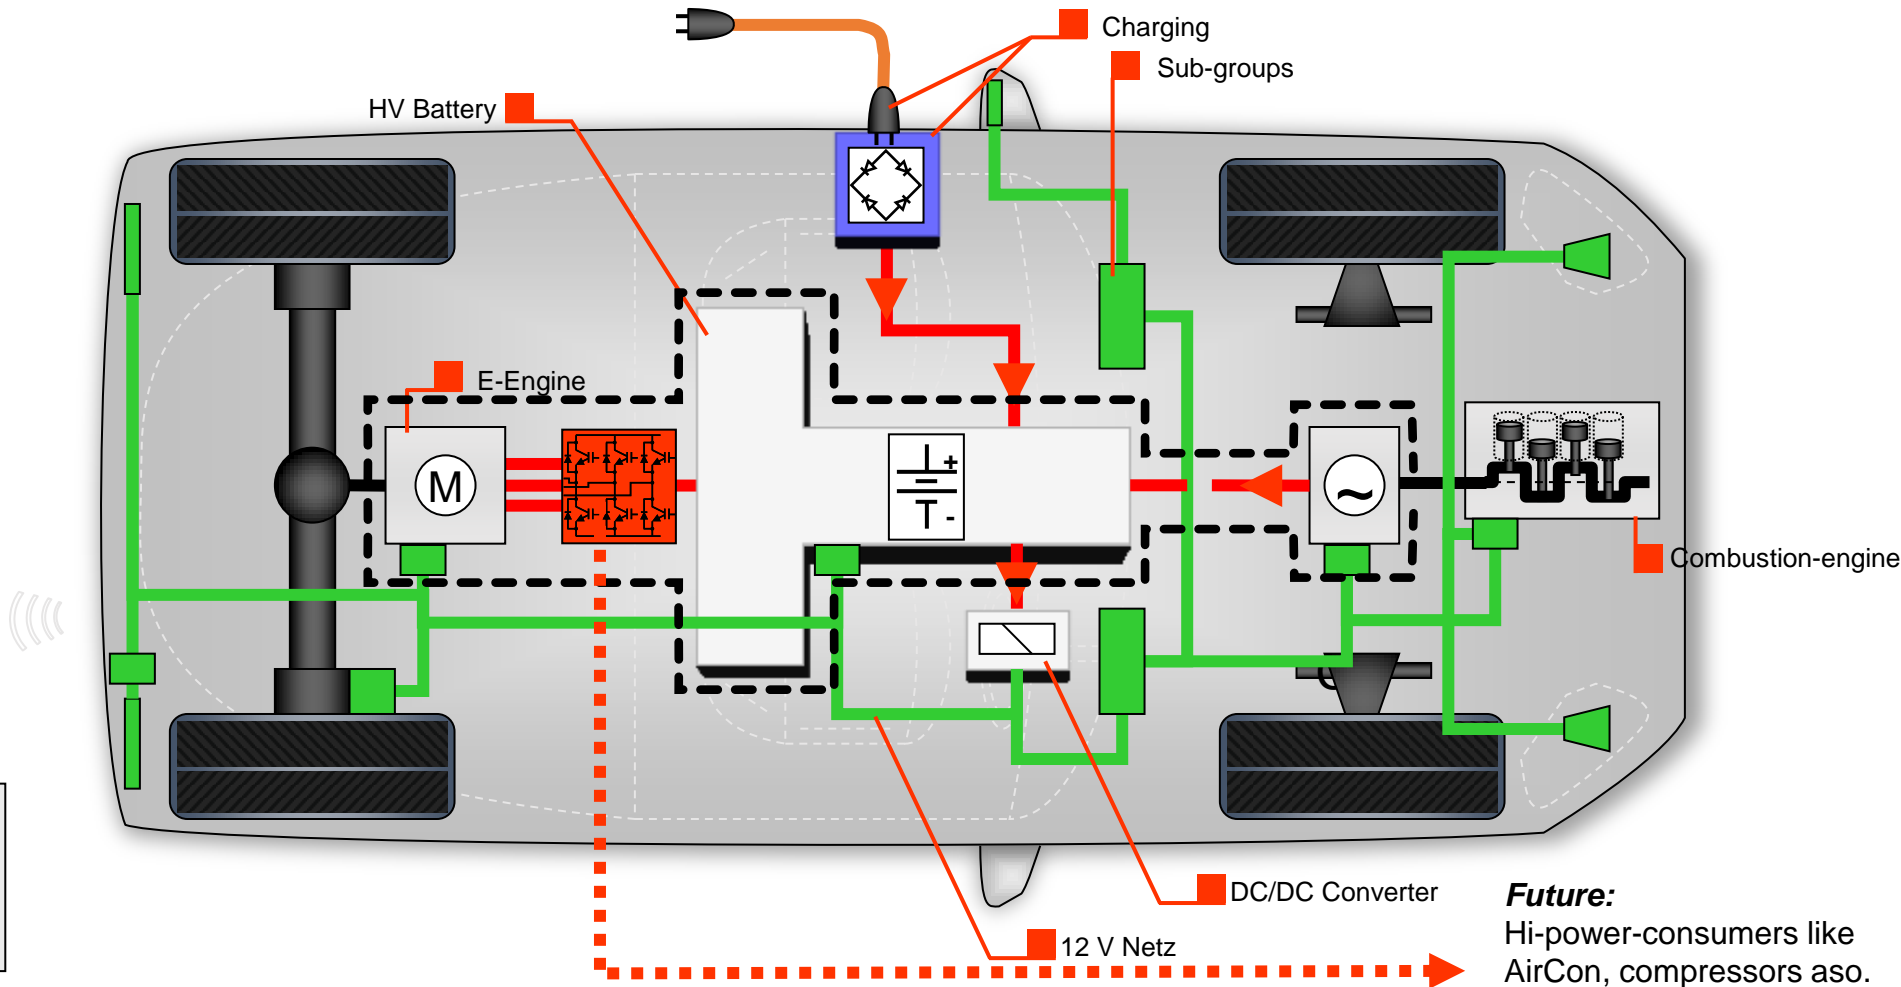 Charging
Sub-groups
HV Battery
E-Engine
M
+
-
~
Combustion-engine
DC/DC Converter
12 V Netz
Future:
Hi-power-consumers like
AirCon, compressors aso.